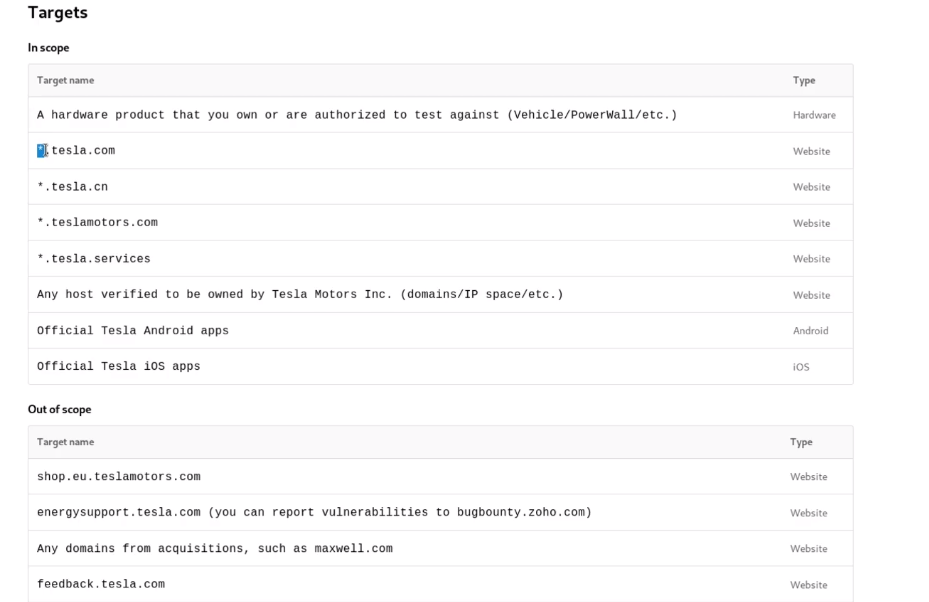 Targets
In scope
Target name Type
A hardware product that you own or are authorized to test against (Vehicle/PowerWall/etc.) Hardware
*.tesla.com Website
*.tesla.cn Website
*.teslamotors.com Website
*.tesla.services Website
Any host verified to be owned by Tesla Motors Inc. (domains/IP space/etc.) Website
Official Tesla Android apps Android
Official Tesla iOS apps iOS
Out of scope
Target name Type
shop.eu.teslamotors.com Website
energysupport.tesla.com (you can report vulnerabilities to bugbounty.zoho.com) Website
Any domains from acquisitions, such as maxwell.com Website
feedback.tesla.com Website